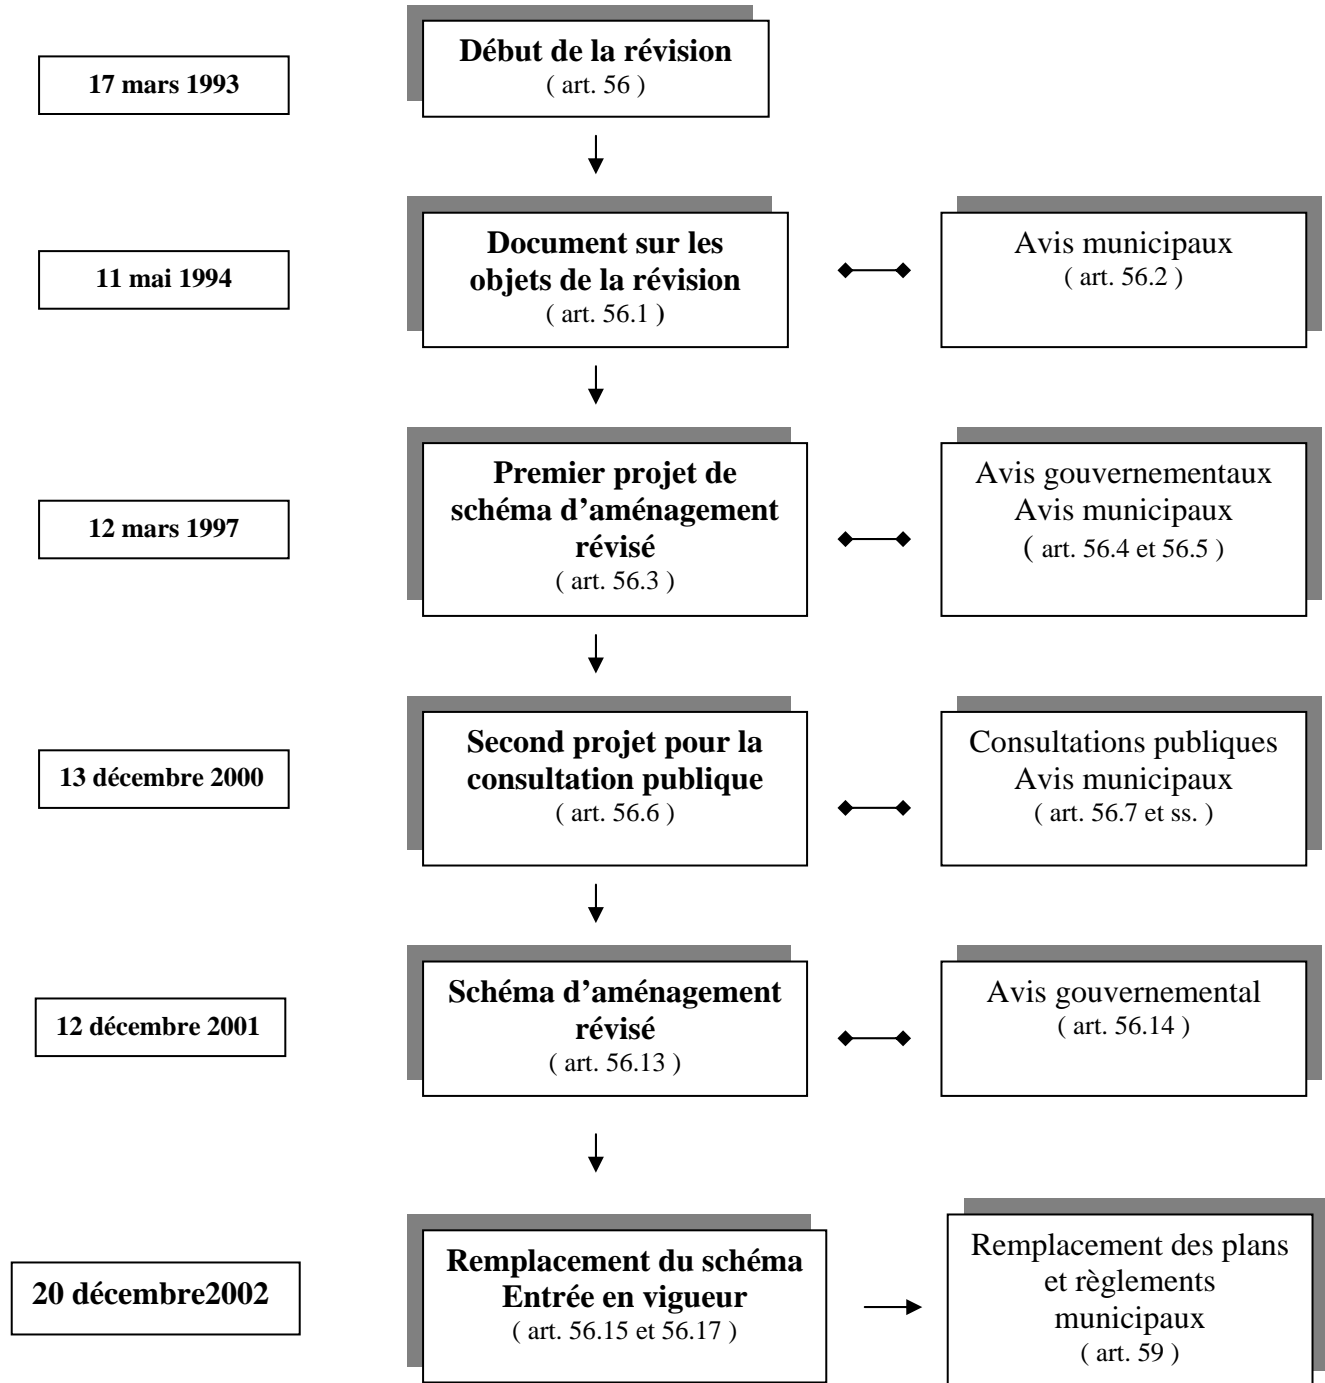 17 mars 1993
Début de la révision
( art. 56 )
11 mai 1994
Document sur les
objets de la révision
( art. 56.1 )
Avis municipaux
( art. 56.2 )
12 mars 1997
Premier projet de
schéma d’aménagement
révisé
( art. 56.3 )
Avis gouvernementaux
Avis municipaux
( art. 56.4 et 56.5 )
13 décembre 2000
Second projet pour la
consultation publique
( art. 56.6 )
Consultations publiques
Avis municipaux
( art. 56.7 et ss. )
12 décembre 2001
Schéma d’aménagement
révisé
( art. 56.13 )
Avis gouvernemental
( art. 56.14 )
20 décembre2002
Remplacement du schéma
Entrée en vigueur
( art. 56.15 et 56.17 )
Remplacement des plans
et règlements
municipaux
( art. 59 )